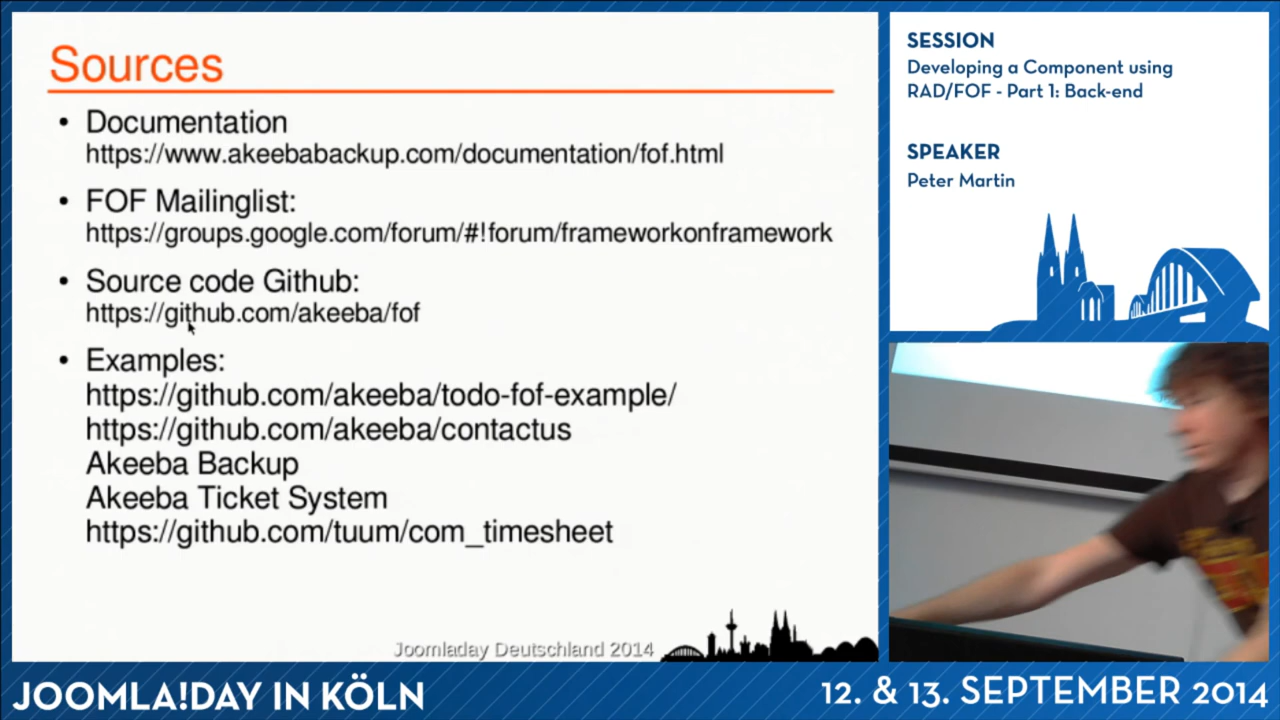 Sources
• Documentation
https://www.akeebabackup.com/documentation/fof.html
• FOF Mailinglist:
https://groups.google.com/forum/#!forum/frameworkonframework
• Source code Github:
https://github.com/akeeba/fof
• Examples:
https://github.com/akeeba/todo-fof-example/
https://github.com/akeeba/contactus
Akeeba Backup
Akeeba Ticket System
https://github.com/tuum/com_timesheet
Joomladay Deutschland 2014
SESSION
Developing a Component using
RAD/FOF - Part 1: Back-end
SPEAKER
Peter Martin
JOOMLA!DAY IN KÖLN
12. & 13. SEPTEMBER 2014